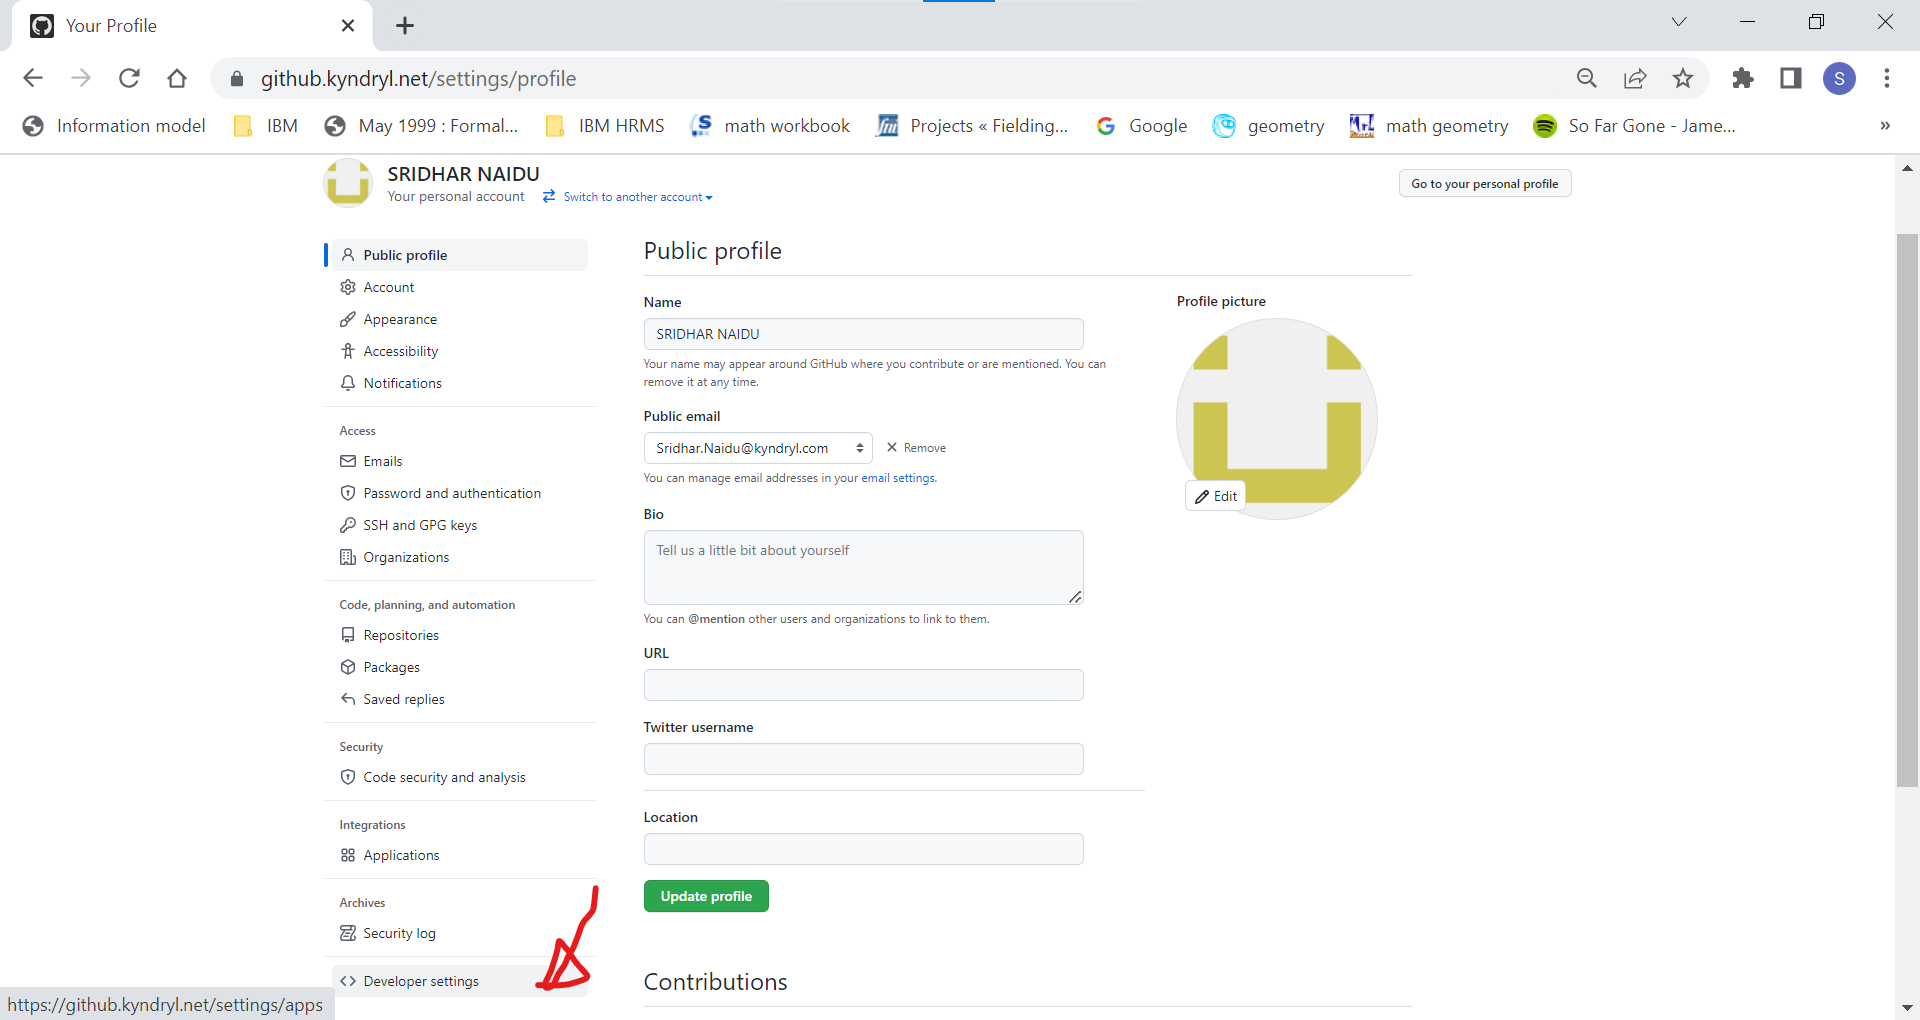 Your Profile
github.kyndryl.net/settings/profile
S
Information model
IBM
May 1999 : Formal...
IBM HRMS
math workbook
Projects « Fielding...
Google
geometry
math geometry
So Far Gone - Jame...
»
SRIDHAR NAIDU
Your personal account
Switch to another account
Go to your personal profile
Public profile
Account
Appearance
Accessibility
Notifications
Access
Emails
Password and authentication
SSH and GPG keys
Organizations
Code, planning, and automation
Repositories
Packages
Saved replies
Security
Code security and analysis
Integrations
Applications
Archives
Security log
Developer settings
Public profile
Name
SRIDHAR NAIDU
Your name may appear around GitHub where you contribute or are mentioned. You can
remove it at any time.
Public email
Sridhar.Naidu@kyndryl.com
Remove
You can manage email addresses in your email settings.
Bio
Tell us a little bit about yourself
You can @mention other users and organizations to link to them.
URL
Twitter username
Location
Update profile
Contributions
Profile picture
Edit
https://github.kyndryl.net/settings/apps